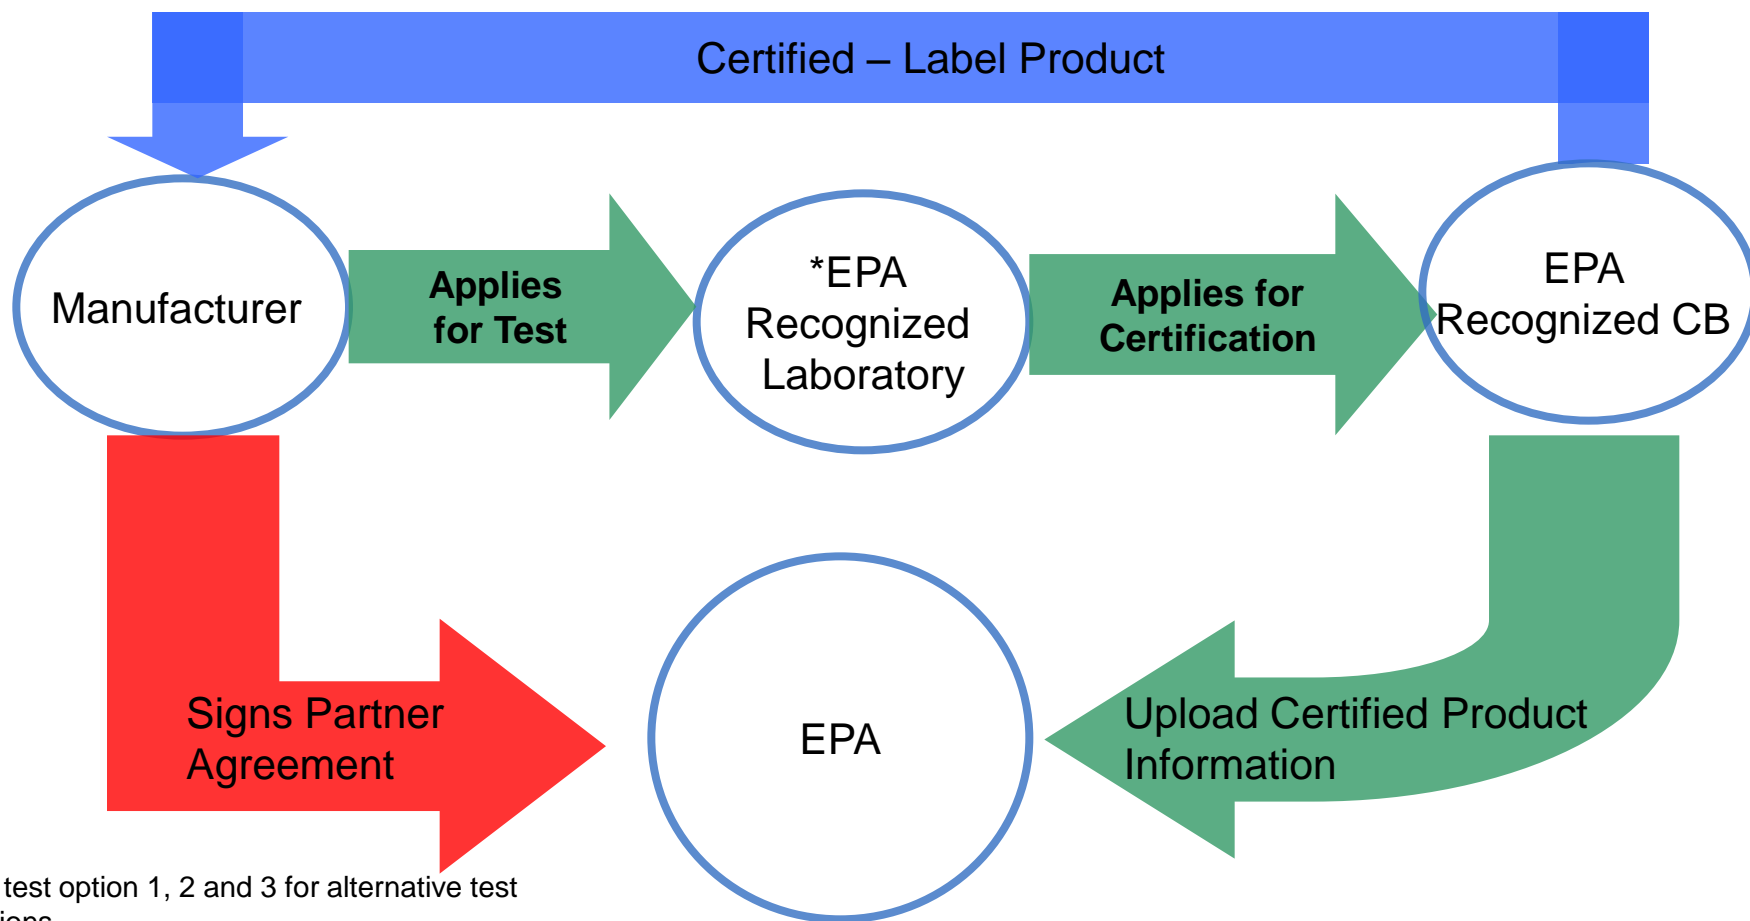 Certified – Label Product
Manufacturer
Applies
for Test
*EPA
Recognized
Laboratory
Applies for
Certification
EPA
Recognized CB
Signs Partner
Agreement
EPA
Upload Certified Product
Information
test option 1, 2 and 3 for alternative test